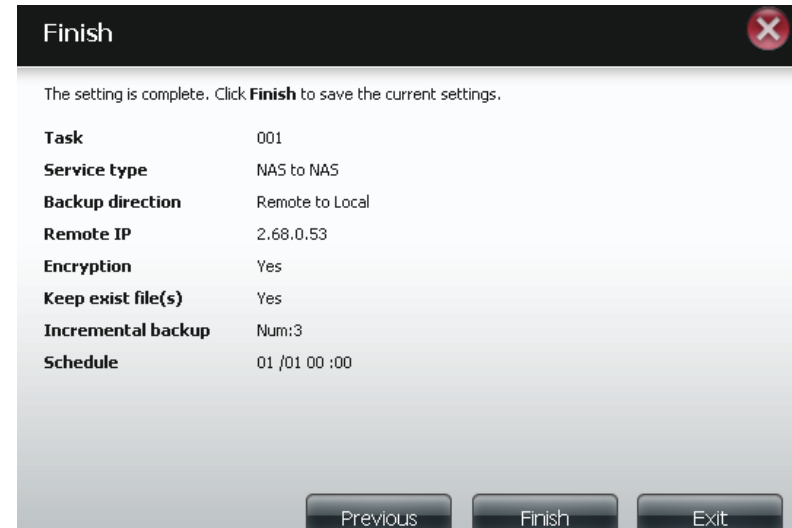 Finish
The setting is complete. Click Finish to save the current settings.
Task 001
Service type NAS to NAS
Backup direction Remote to Local
Remote IP 2.68.0.53
Encryption Yes
Keep exist file(s) Yes
Incremental backup Num:3
Schedule 01 /01 00 :00
Previous Finish Exit